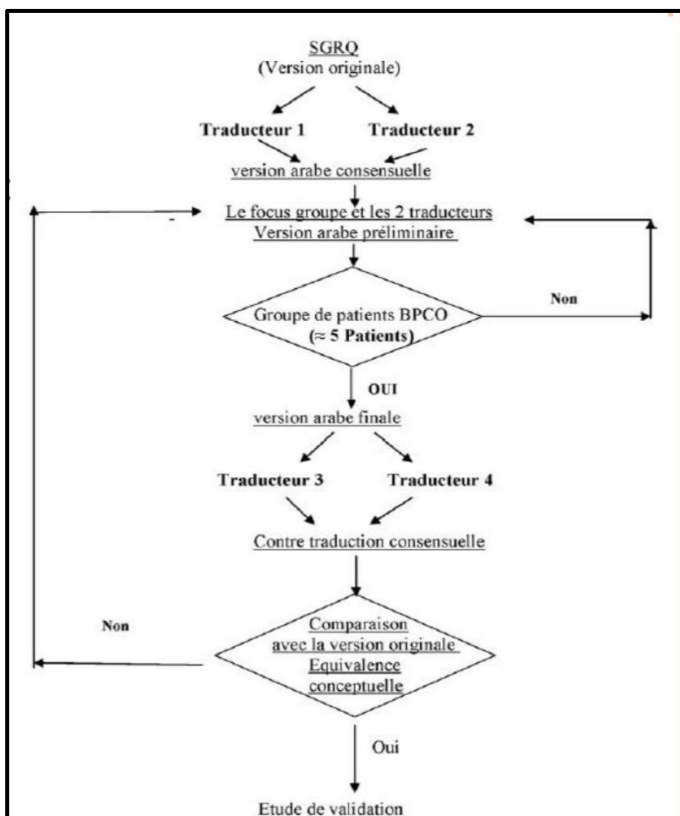 SGRQ
(Version originale)
Traducteur 1
Traducteur 2
version arabe consensuelle
Le focus groupe et les 2 traducteurs
Version arabe préliminaire
Groupe de patients BPCO
(≈ 5 Patients)
Non
OUI
version arabe finale
Traducteur 3
Traducteur 4
Contre traduction consensuelle
Non
Comparaison
avec la version originale
Equivalence
conceptuelle
Oui
Etude de validation